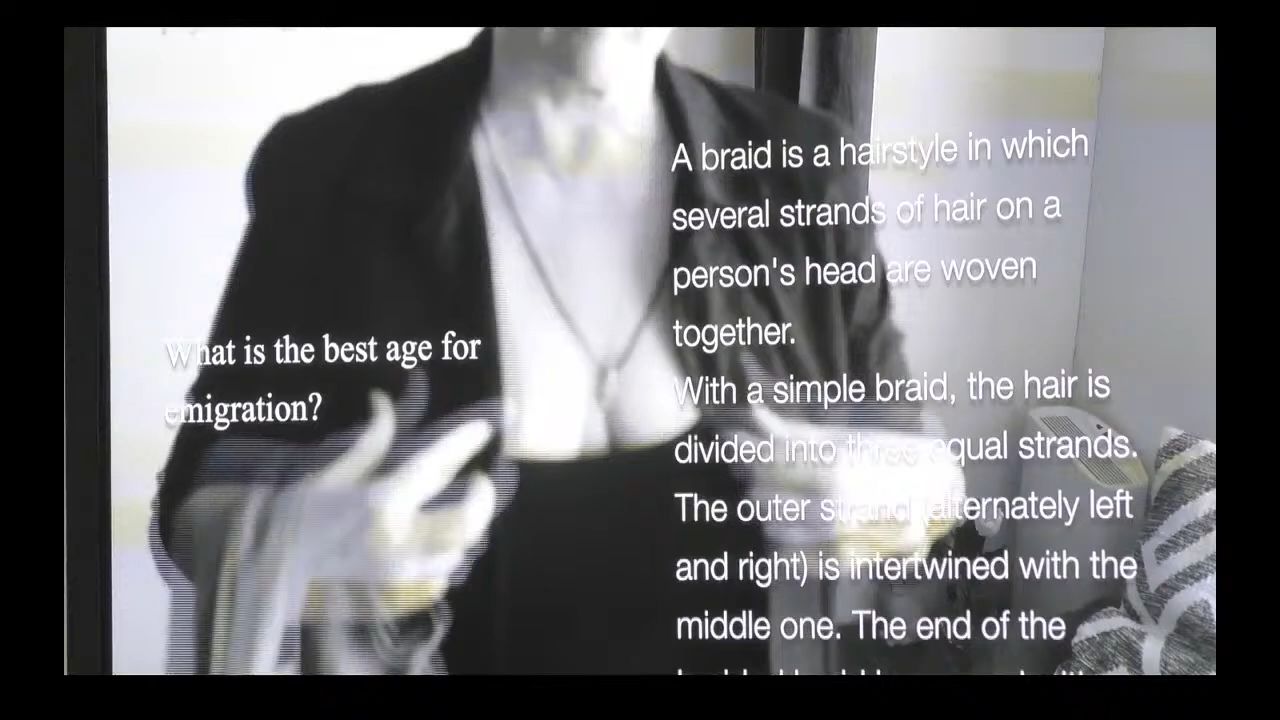 What is the best age for
emigration?
A braid is a hairstyle in which
several strands of hair on a
person's head are woven
together.
With a simple braid, the hair is
divided into three equal strands.
The outer strand (alternately left
and right) is intertwined with the
middle one. The end of the